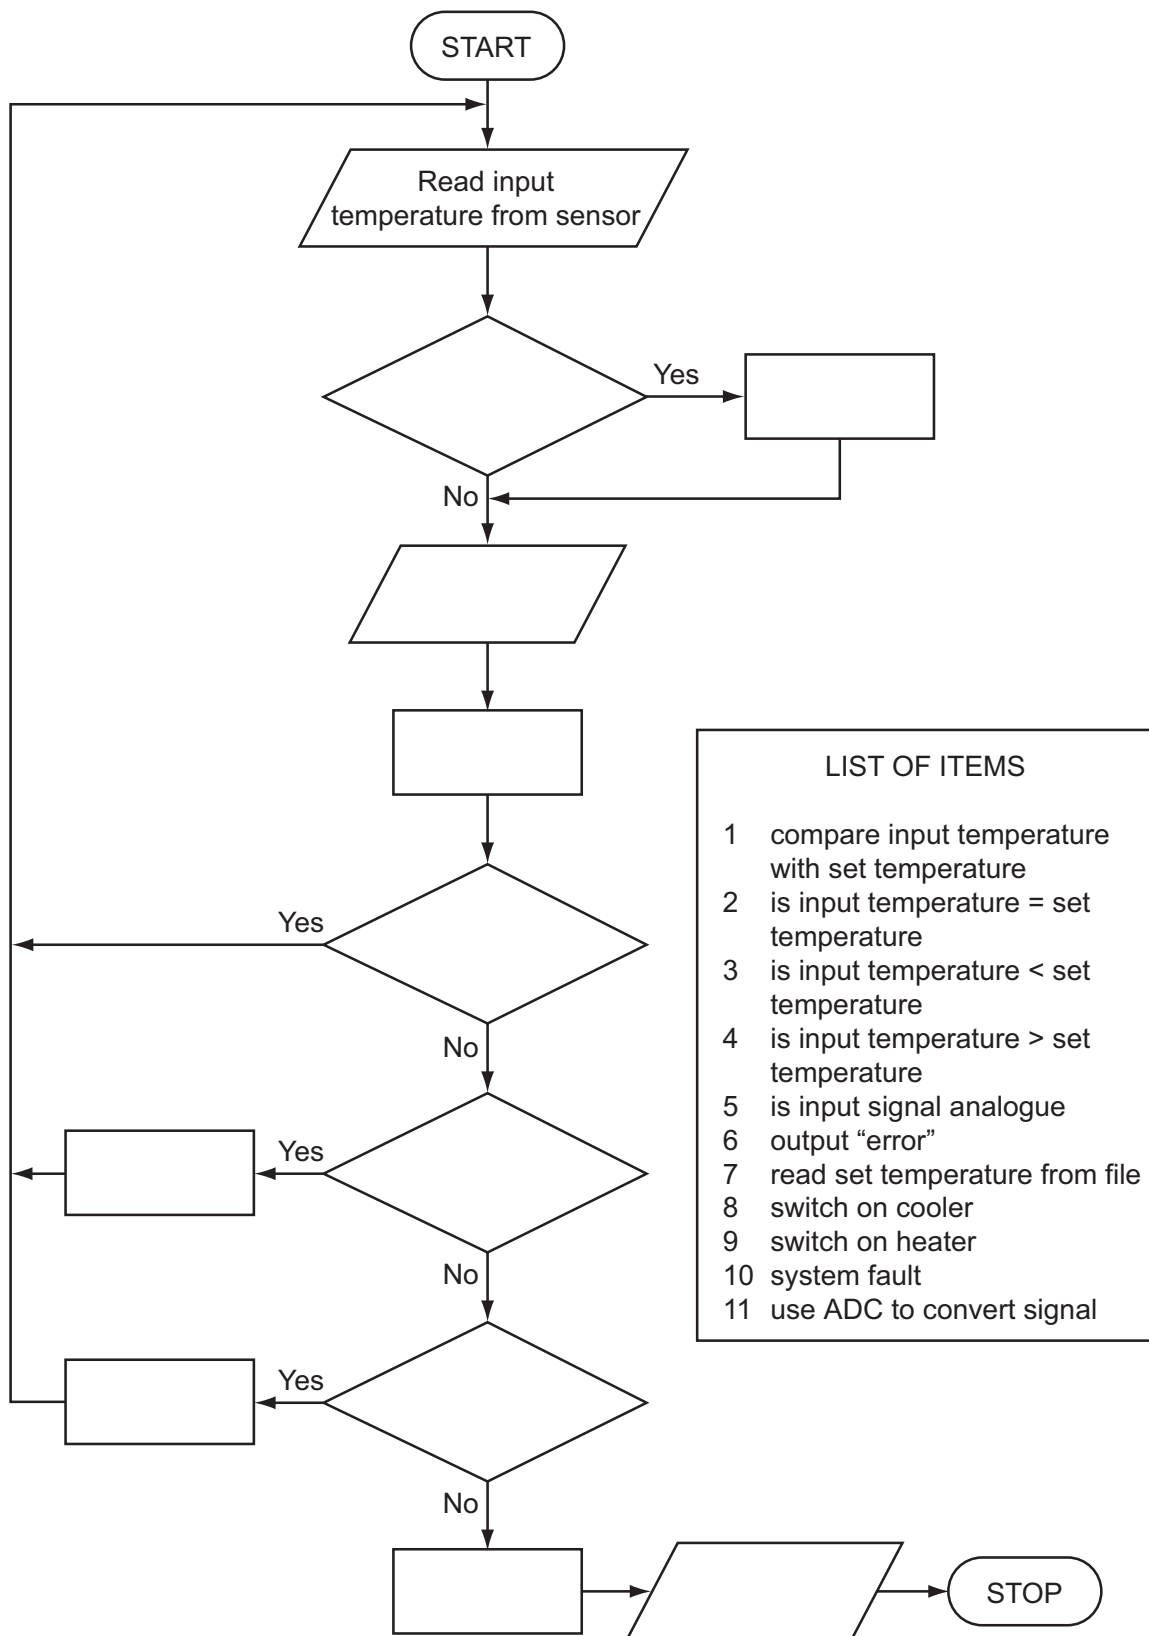 START
Read input
temperature from sensor
Yes
No
Yes
No
Yes
No
Yes
No
STOP
LIST OF ITEMS
1 compare input temperature
with set temperature
2 is input temperature = set
temperature
3 is input temperature < set
temperature
4 is input temperature > set
temperature
5 is input signal analogue
6 output “error”
7 read set temperature from file
8 switch on cooler
9 switch on heater
10 system fault
11 use ADC to convert signal